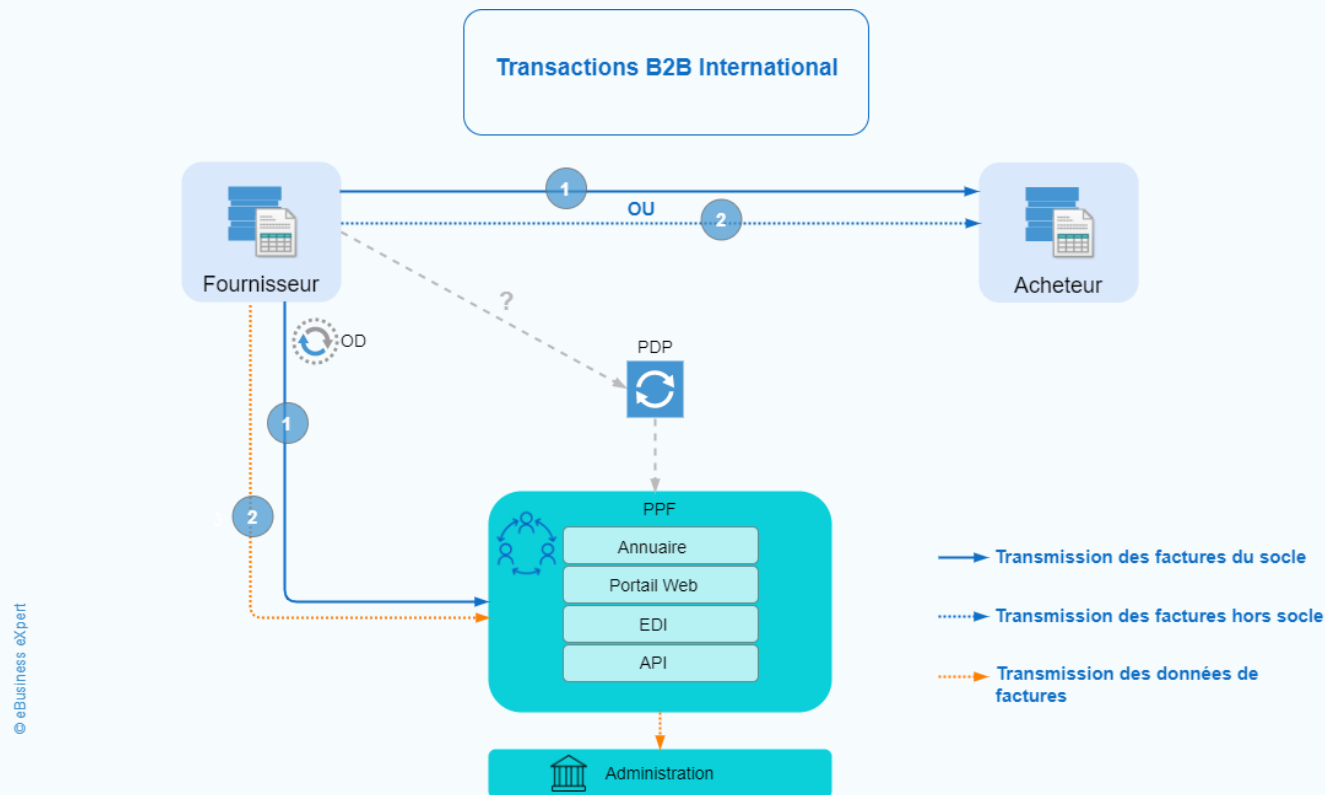 Transactions B2B International
1
OU
2
Fournisseur
Acheteur
?
OD
PDP
1
2
PPF
Annuaire
Portail Web
EDI
API
Transmission des factures du socle
Transmission des factures hors socle
Transmission des données de
factures
Administration
© eBusiness eXpert